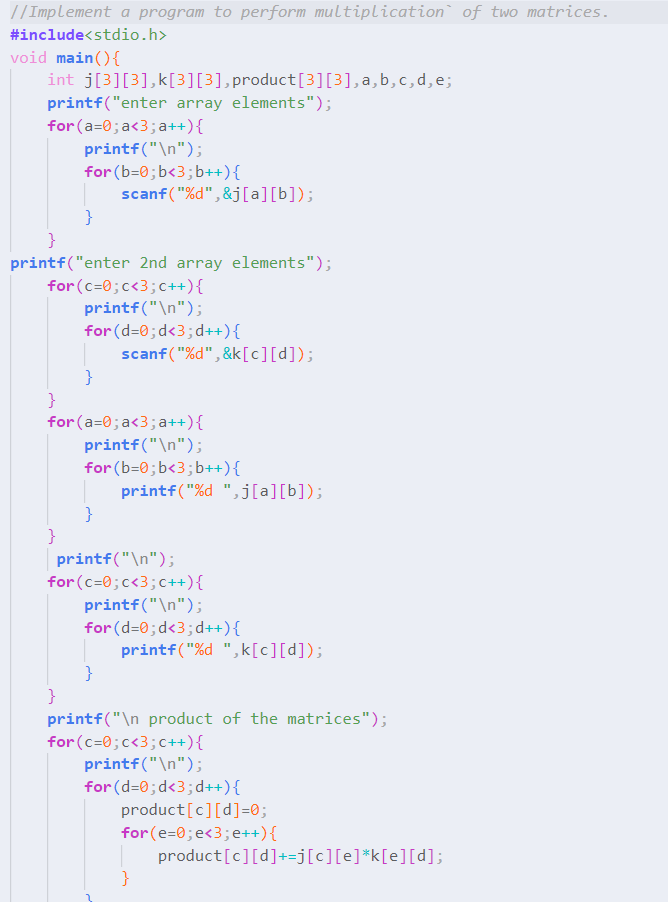 //Implement a program to perform multiplication` of two matrices.
#include<stdio.h>
void main(){
    int j[3][3],k[3][3],product[3][3],a,b,c,d,e;
    printf("enter array elements");
    for(a=0;a<3;a++){
        printf("\n");
        for(b=0;b<3;b++){
            scanf("%d",&j[a][b]);
        }
    }
printf("enter 2nd array elements");
    for(c=0;c<3;c++){
        printf("\n");
        for(d=0;d<3;d++){
            scanf("%d",&k[c][d]);
        }
    }
    for(a=0;a<3;a++){
        printf("\n");
        for(b=0;b<3;b++){
            printf("%d ",j[a][b]);
        }
    }
     printf("\n");
    for(c=0;c<3;c++){
        printf("\n");
        for(d=0;d<3;d++){
            printf("%d ",k[c][d]);
        }
    }
    printf("\n product of the matrices");
    for(c=0;c<3;c++){
        printf("\n");
        for(d=0;d<3;d++){
            product[c][d]=0;
            for(e=0;e<3;e++){
                product[c][d]+=j[c][e]*k[e][d];
            }
        }